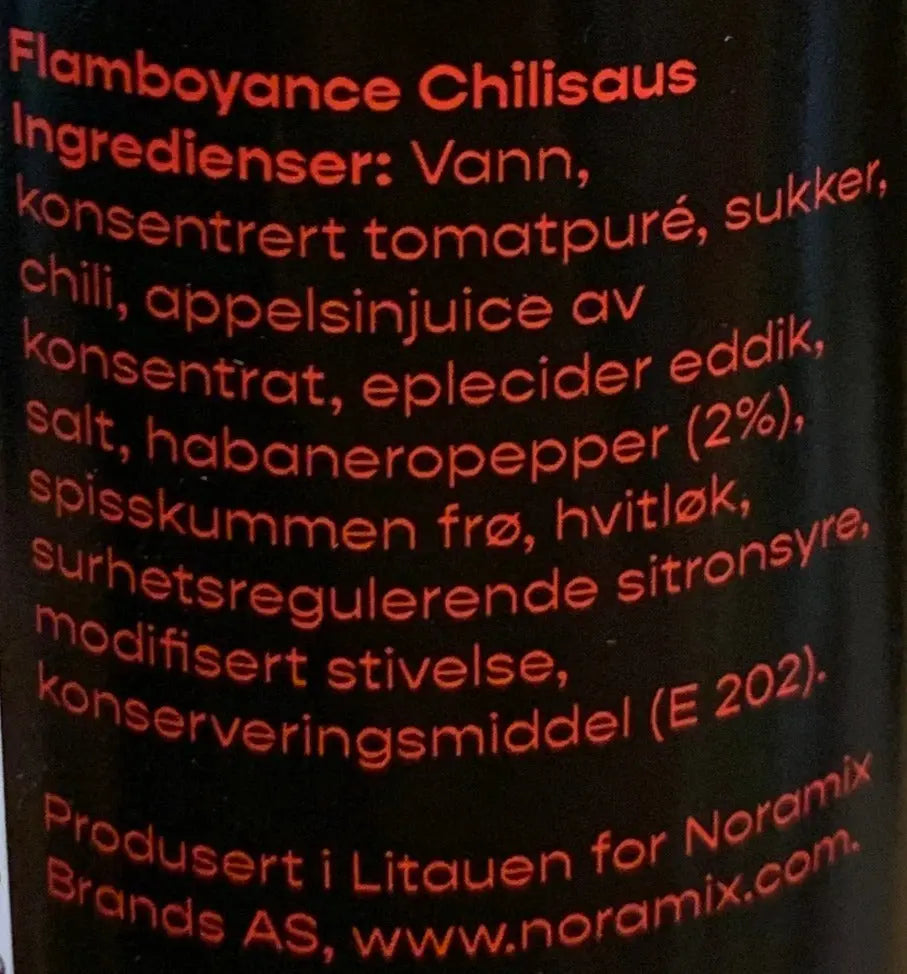 Flamboyance Chilisaus
Ingredienser: Vann,
konsentrert tomatpuré, sukker,
chili, appelsinjuice av
konsentrat, eplecider eddik,
salt, habaneropepper (2%),
spisskummen frø, hvitløk,
surhetsregulerende sitronsyre,
modifisert stivelse,
konserveringsmiddel (E 202).
Produsert i Litauen for Noramix
Brands AS, www.noramix.com.